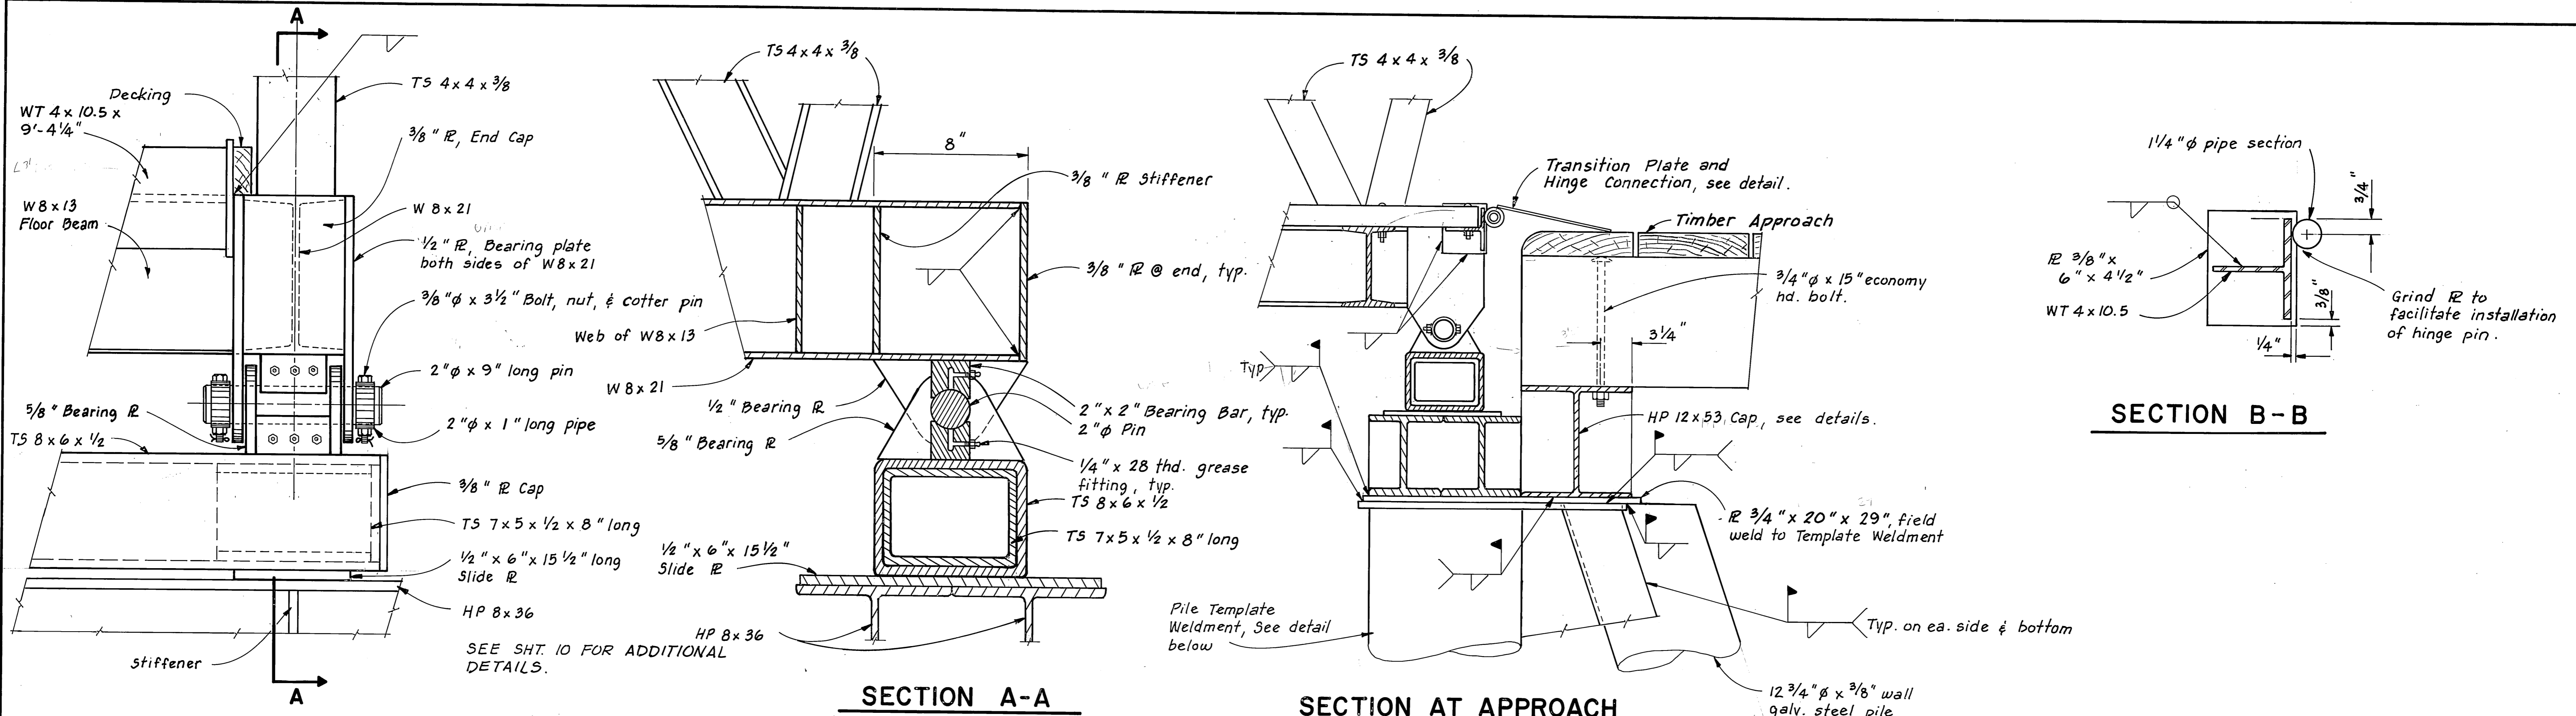 A
TS 4 x 4 x 3/8
Decking
WT 4 x 10.5 x
9'-4 1/4"
3/8" ℄, End Cap
W 8 x 13
Floor Beam
W 8 x 21
1/2" ℄, Bearing plate
both sides of W 8 x 21
3/8"φ x 3 1/2" Bolt, nut, & cotter pin
2"φ x 9" long pin
5/8" Bearing ℄
TS 8 x 6 x 1/2
2"φ x 1" long pipe
3/8" ℄ Cap
TS 7 x 5 x 1/2 x 8" long
1/2" x 6" x 15 1/2" long
Slide ℄
HP 8 x 36
Stiffener
SEE SHT. 10 FOR ADDITIONAL
DETAILS.
A
TS 4 x 4 x 3/8
8"
3/8" ℄ Stiffener
3/8" ℄ @ end, typ.
Web of W 8 x 13
W 8 x 21
1/2" Bearing ℄
5/8" Bearing ℄
2" x 2" Bearing Bar, typ.
2"φ Pin
1/4" x 28 thd. grease
fitting, typ.
TS 8 x 6 x 1/2
TS 7 x 5 x 1/2 x 8" long
1/2" x 6" x 15 1/2"
Slide ℄
HP 8 x 36
SECTION A-A
TS 4 x 4 x 3/8
Transition Plate and
Hinge Connection, see detail.
Timber Approach
3/4"φ x 15" economy
hd. bolt.
3 1/4"
Typ
HP 12 x 53 Cap, see details.
℄ 3/4" x 20" x 29", field
weld to Template Weldment
Pile Template
Weldment, See detail
below
Typ. on ea. side & bottom
12 3/4"φ x 3/8" wall
galv. steel pile
SECTION AT APPROACH
1 1/4"φ pipe section
3/4"
℄ 3/8" x
6" x 4 1/2"
WT 4 x 10.5
3/8"
1/4"
Grind ℄ to
facilitate installation
of hinge pin.
SECTION B-B